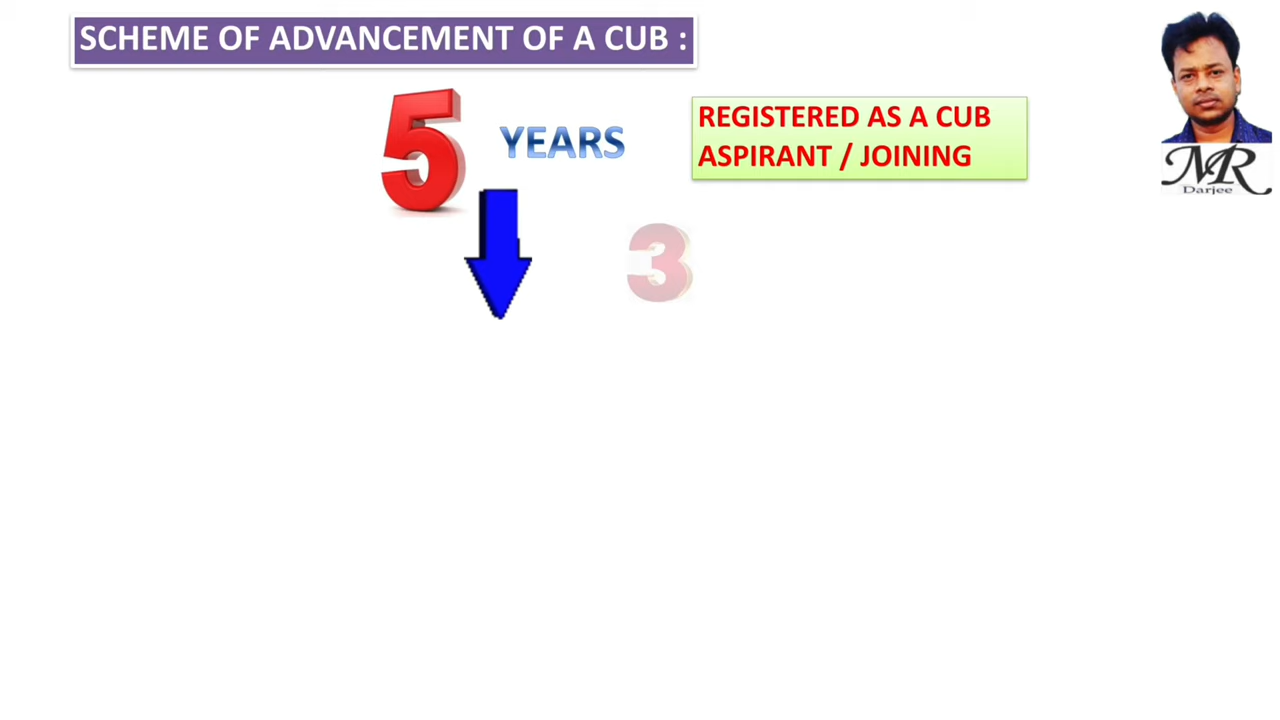 SCHEME OF ADVANCEMENT OF A CUB :
5 YEARS
REGISTERED AS A CUB
ASPIRANT / JOINING
3
MR
Darjee